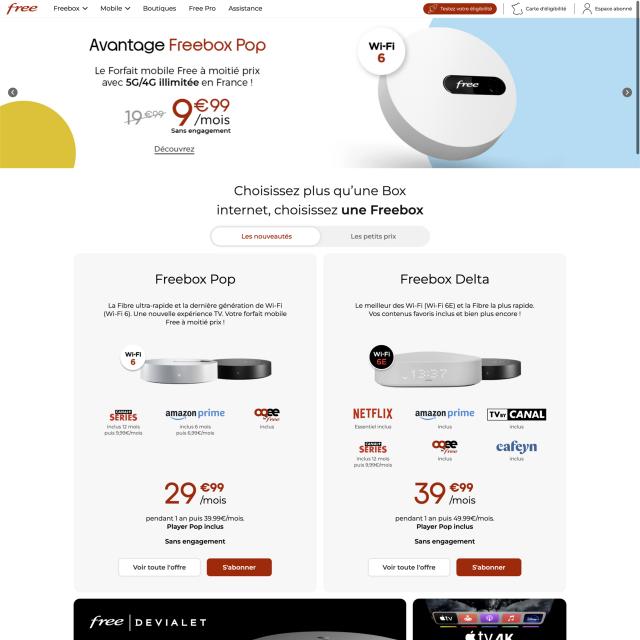 free Freebox Mobile Boutiques Free Pro Assistance Testez votre éligibilité Carte d'éligibilité Espace abonné
Avantage Freebox Pop
Le Forfait mobile Free à moitié prix
avec 5G/4G illimitée en France !
19€99 9€99
/mois
Sans engagement
Découvrez
Wi-Fi
6
free
Choisissez plus qu'une Box
internet, choisissez une Freebox
Les nouveautés Les petits prix
Freebox Pop
La Fibre ultra-rapide et la dernière génération de Wi-Fi
(Wi-Fi 6). Une nouvelle expérience TV. Votre forfait mobile
Free à moitié prix !
Wi-Fi
6
CANAL+
SÉRIES
inclus 12 mois
puis 9,99€/mois
amazon prime
inclus 6 mois
puis 6,99€/mois
oqee
free
inclus
29€99
/mois
pendant 1 an puis 39.99€/mois.
Player Pop inclus
Sans engagement
Voir toute l'offre S'abonner
Freebox Delta
Le meilleur des Wi-Fi (Wi-Fi 6E) et la Fibre la plus rapide.
Vos contenus favoris inclus et bien plus encore !
Wi-Fi
6E
13:37
NETFLIX
Essentiel inclus
amazon prime
inclus
TV BY CANAL
inclus
CANAL+
SÉRIES
inclus 12 mois
puis 9,99€/mois
oqee
free
inclus
cafeyn
inclus
39€99
/mois
pendant 1 an puis 49.99€/mois.
Player Pop inclus
Sans engagement
Voir toute l'offre S'abonner
free | DEVIALET
tv
tv 4K